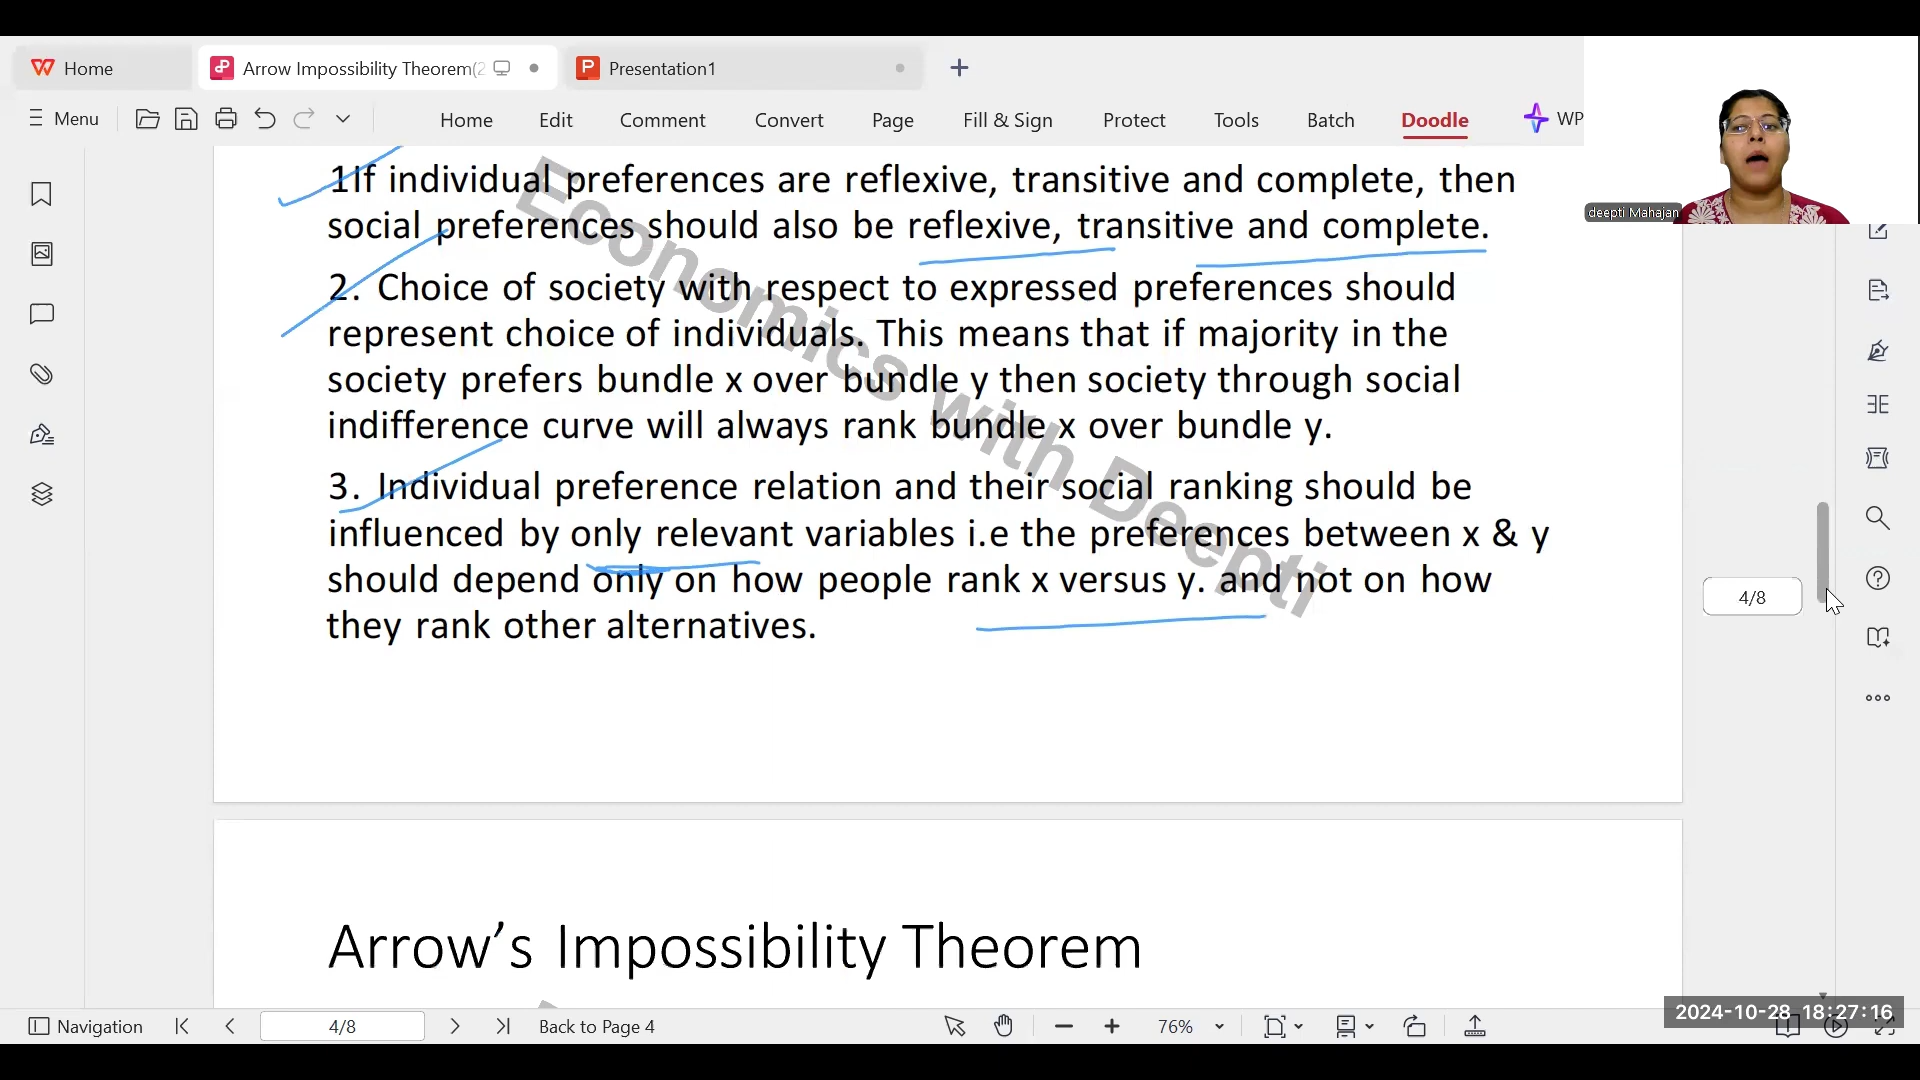 Home
Arrow Impossibility Theorem(2
Presentation1
Menu
Home Edit Comment Convert Page Fill & Sign Protect Tools Batch Doodle WP
deepti Mahajan
1If individual preferences are reflexive, transitive and complete, then
social preferences should also be reflexive, transitive and complete.
2. Choice of society with respect to expressed preferences should
represent choice of individuals. This means that if majority in the
society prefers bundle x over bundle y then society through social
indifference curve will always rank bundle x over bundle y.
3. Individual preference relation and their social ranking should be
influenced by only relevant variables i.e the preferences between x & y
should depend only on how people rank x versus y. and not on how
they rank other alternatives.
Economics with Deepti
4/8
Arrow’s Impossibility Theorem
Navigation
4/8
Back to Page 4
76%
2024-10-28 18:27:16